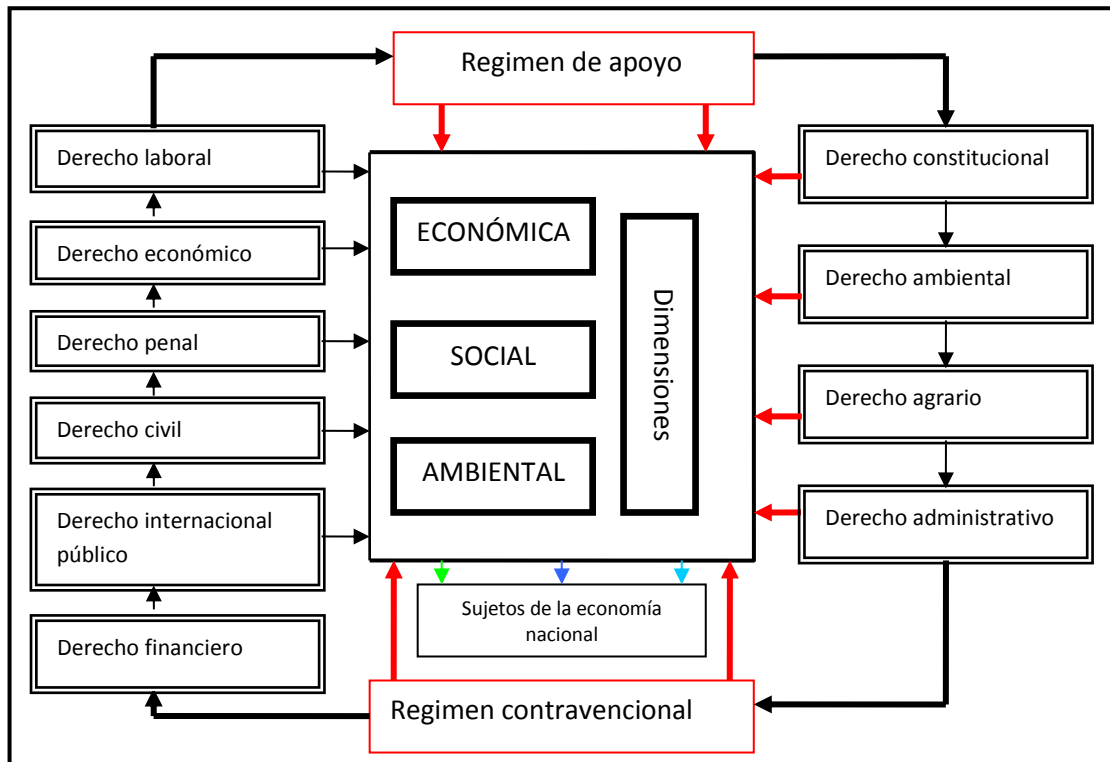 Regimen de apoyo
Derecho laboral
Derecho económico
Derecho penal
Derecho civil
Derecho internacional
público
Derecho financiero
ECONÓMICA
SOCIAL
AMBIENTAL
Dimensiones
Derecho constitucional
Derecho ambiental
Derecho agrario
Derecho administrativo
Sujetos de la economía
nacional
Regimen contravencional